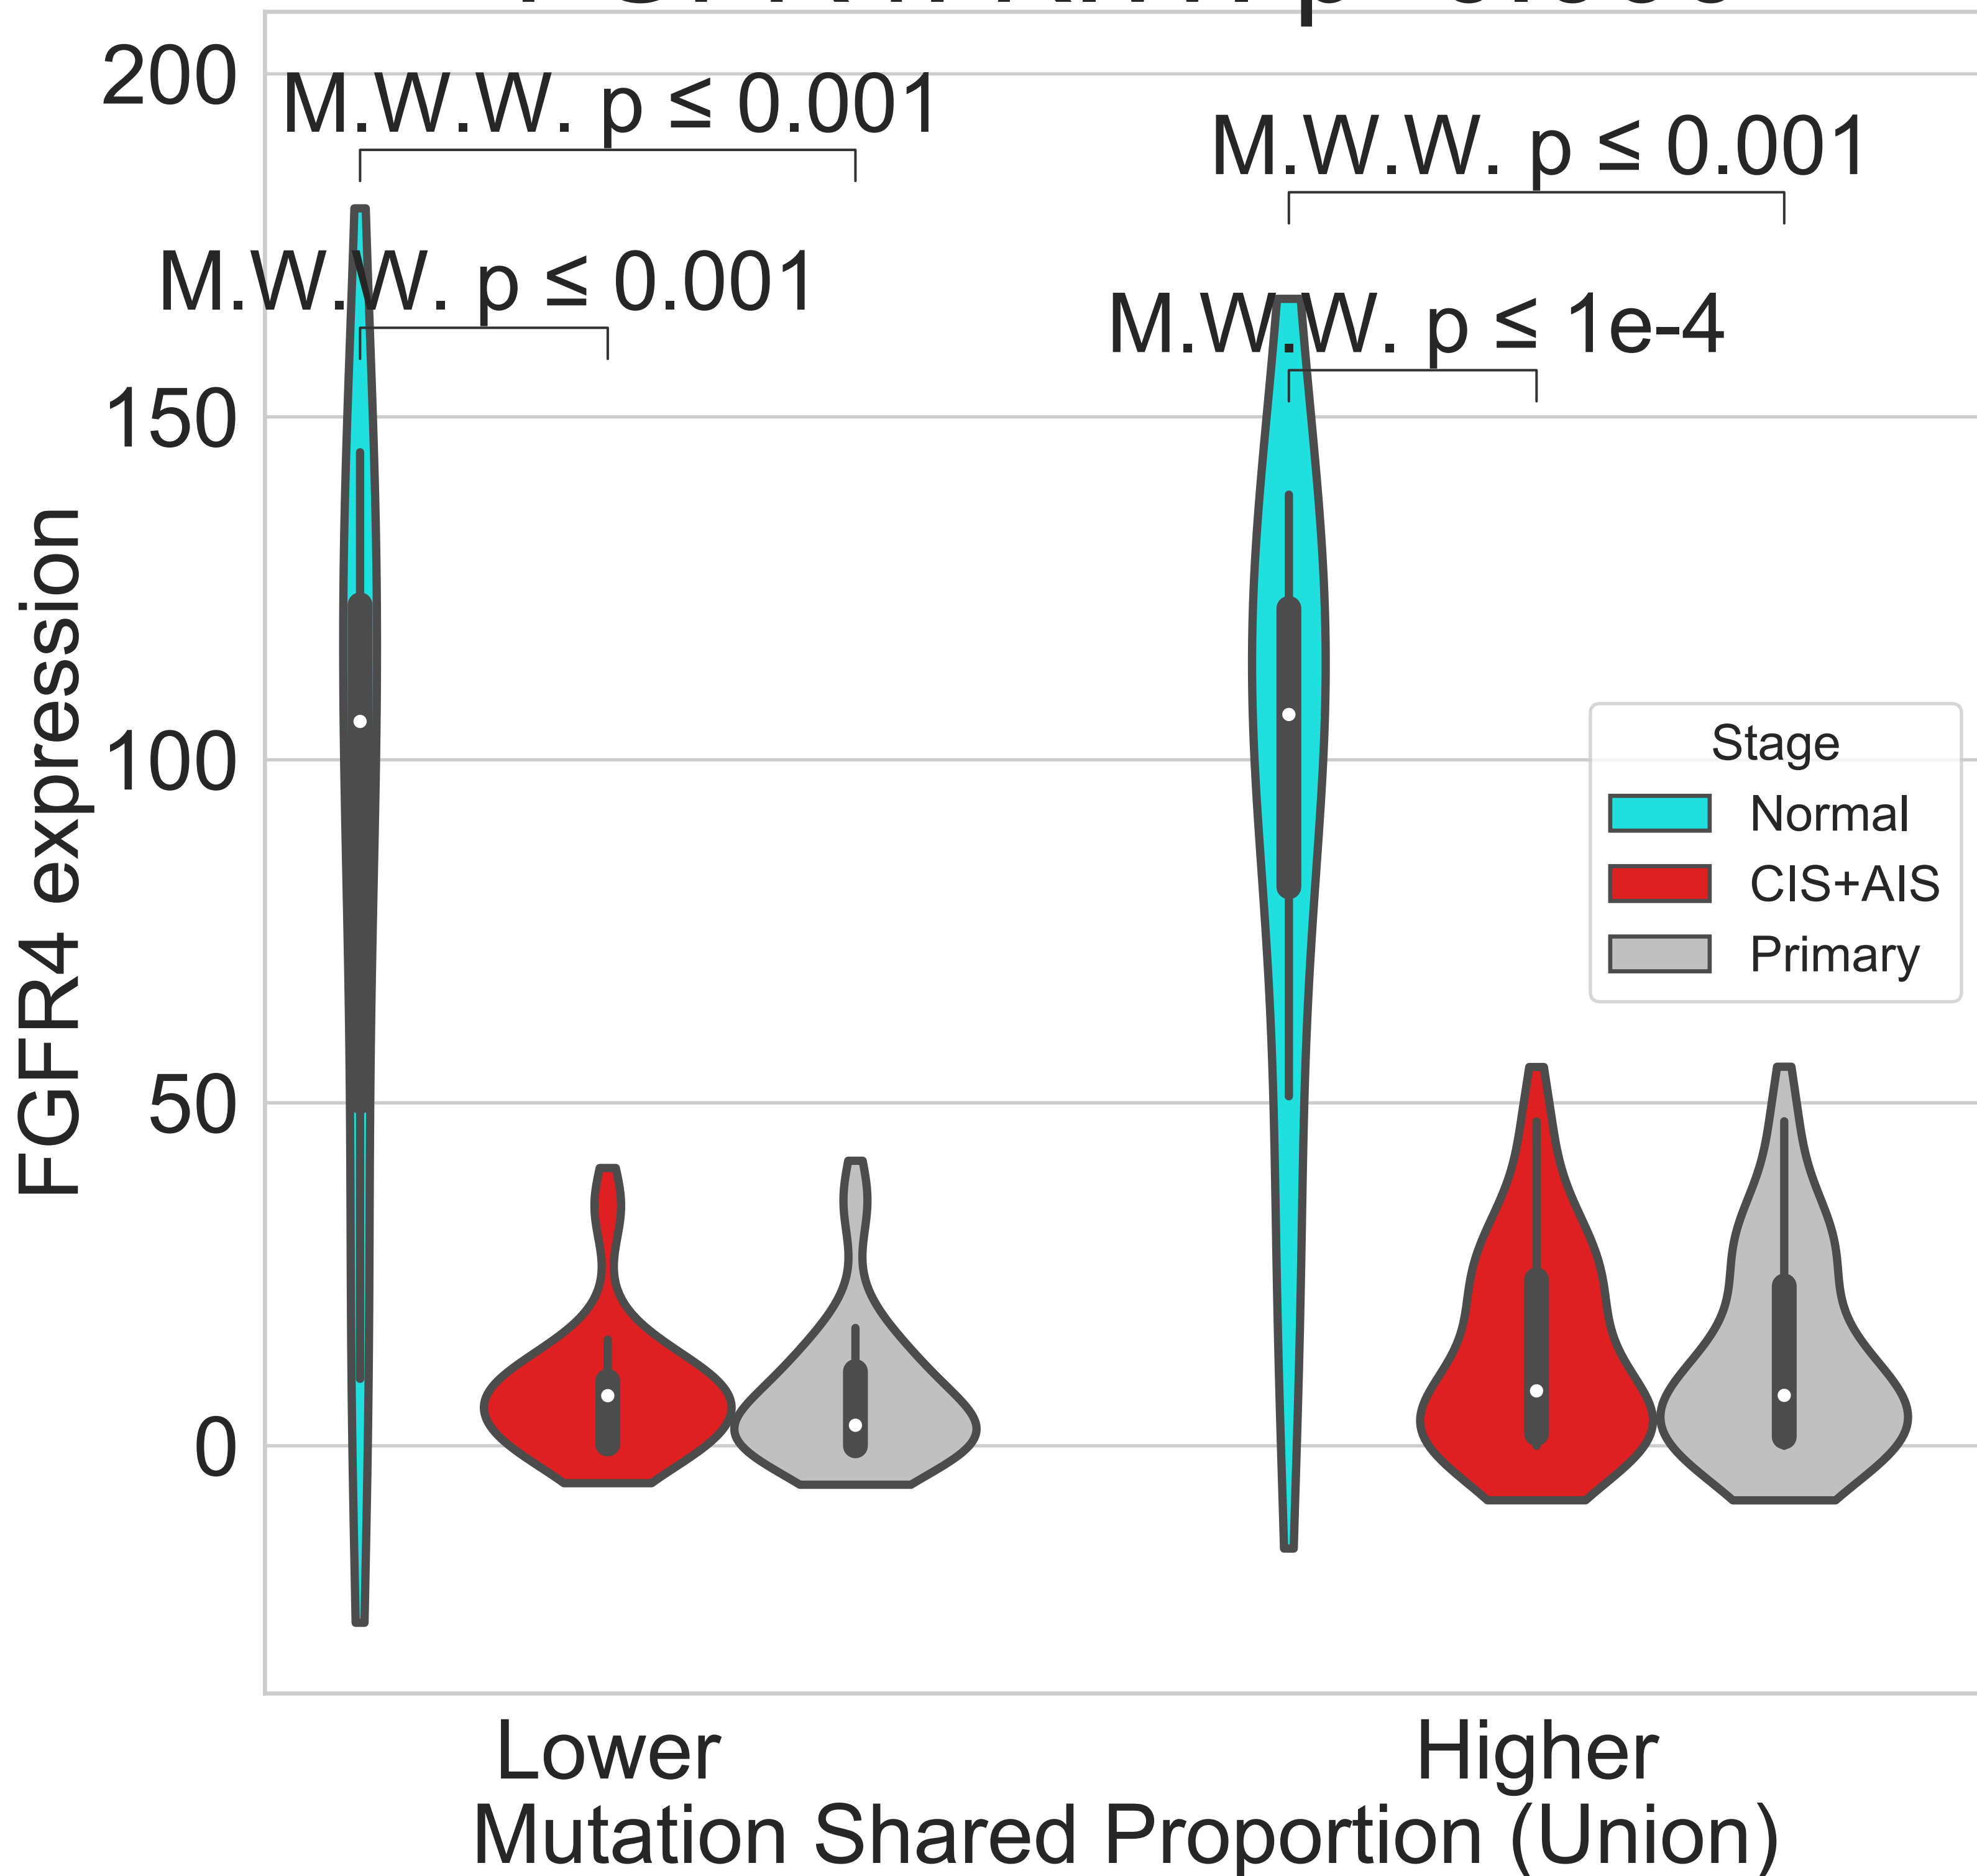 200
M.W.W. p ≤ 0.001
M.W.W. p ≤ 0.001
M.W.W. p ≤ 0.001
M.W.W. p ≤ 1e-4
150
100
50
0
FGFR4 expression
Stage
Normal
CIS+AIS
Primary
Lower
Higher
Mutation Shared Proportion (Union)